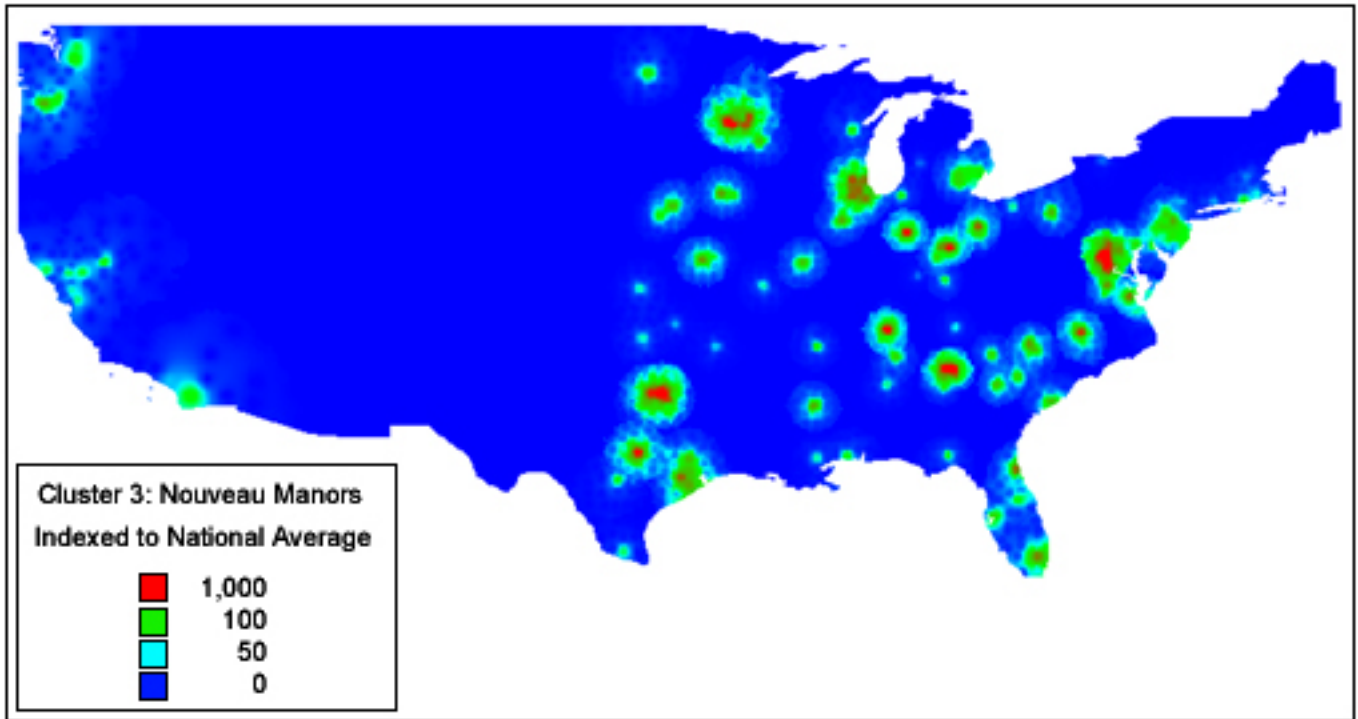 Cluster 3: Nouveau Manors
Indexed to National Average
1,000
100
50
0